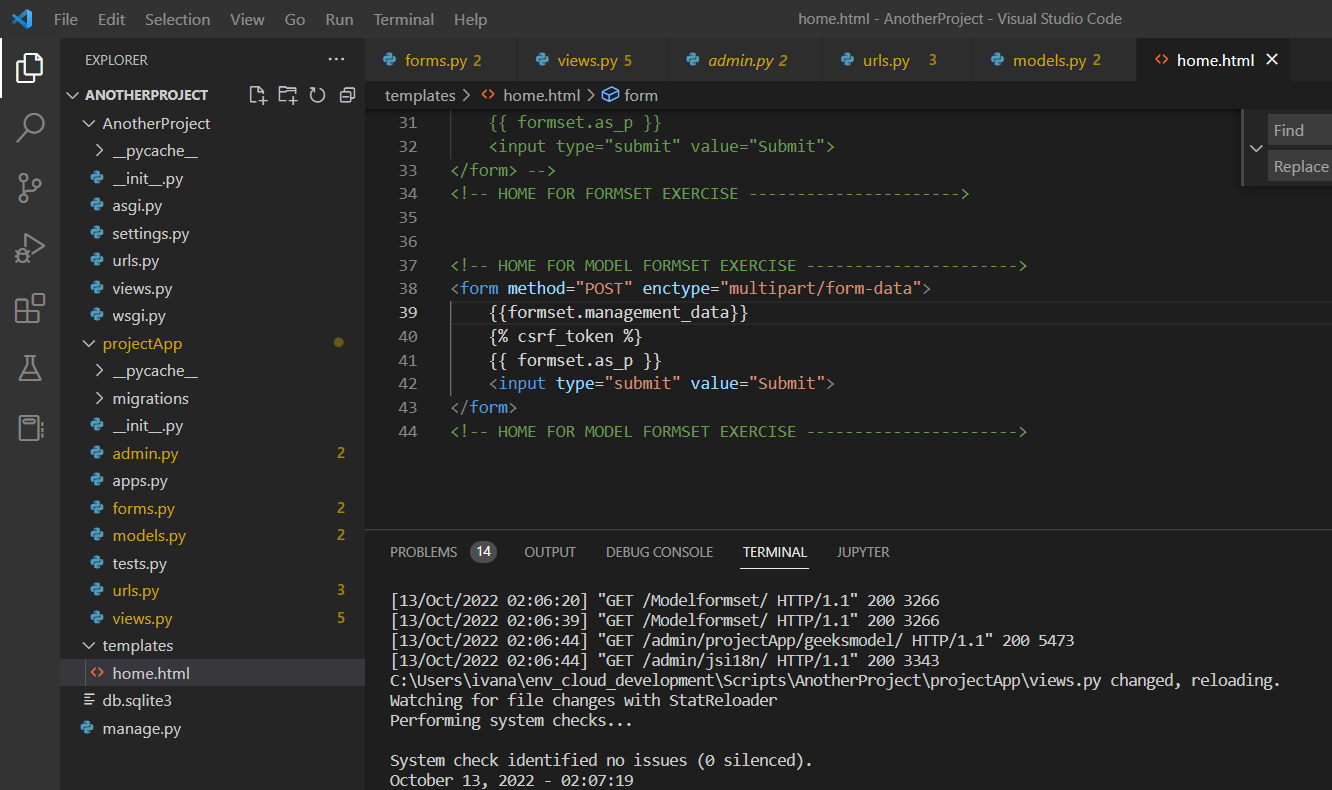 File Edit Selection View Go Run Terminal Help home.html - AnotherProject - Visual Studio Code
EXPLORER ...
ANOTHERPROJECT
AnotherProject
__pycache__
__init__.py
asgi.py
settings.py
urls.py
views.py
wsgi.py
projectApp
__pycache__
migrations
__init__.py
admin.py 2
apps.py
forms.py 2
models.py 2
tests.py
urls.py 3
views.py 5
templates
home.html
db.sqlite3
manage.py
forms.py 2 views.py 5 admin.py 2 urls.py 3 models.py 2 home.html
templates > home.html > form
Find
Replace
31 {{ formset.as_p }}
32 <input type="submit" value="Submit">
33 </form> -->
34 <!-- HOME FOR FORMSET EXERCISE ---------------------->
35
36
37 <!-- HOME FOR MODEL FORMSET EXERCISE ---------------------->
38 <form method="POST" enctype="multipart/form-data">
39 {{formset.management_data}}
40 {% csrf_token %}
41 {{ formset.as_p }}
42 <input type="submit" value="Submit">
43 </form>
44 <!-- HOME FOR MODEL FORMSET EXERCISE ---------------------->
PROBLEMS 14 OUTPUT DEBUG CONSOLE TERMINAL JUPYTER
[13/Oct/2022 02:06:20] "GET /Modelformset/ HTTP/1.1" 200 3266
[13/Oct/2022 02:06:39] "GET /Modelformset/ HTTP/1.1" 200 3266
[13/Oct/2022 02:06:44] "GET /admin/projectApp/geeksmodel/ HTTP/1.1" 200 5473
[13/Oct/2022 02:06:44] "GET /admin/jsi18n/ HTTP/1.1" 200 3343
C:\Users\ivana\env_cloud_development\Scripts\AnotherProject\projectApp\views.py changed, reloading.
Watching for file changes with StatReloader
Performing system checks...
System check identified no issues (0 silenced).
October 13, 2022 - 02:07:19